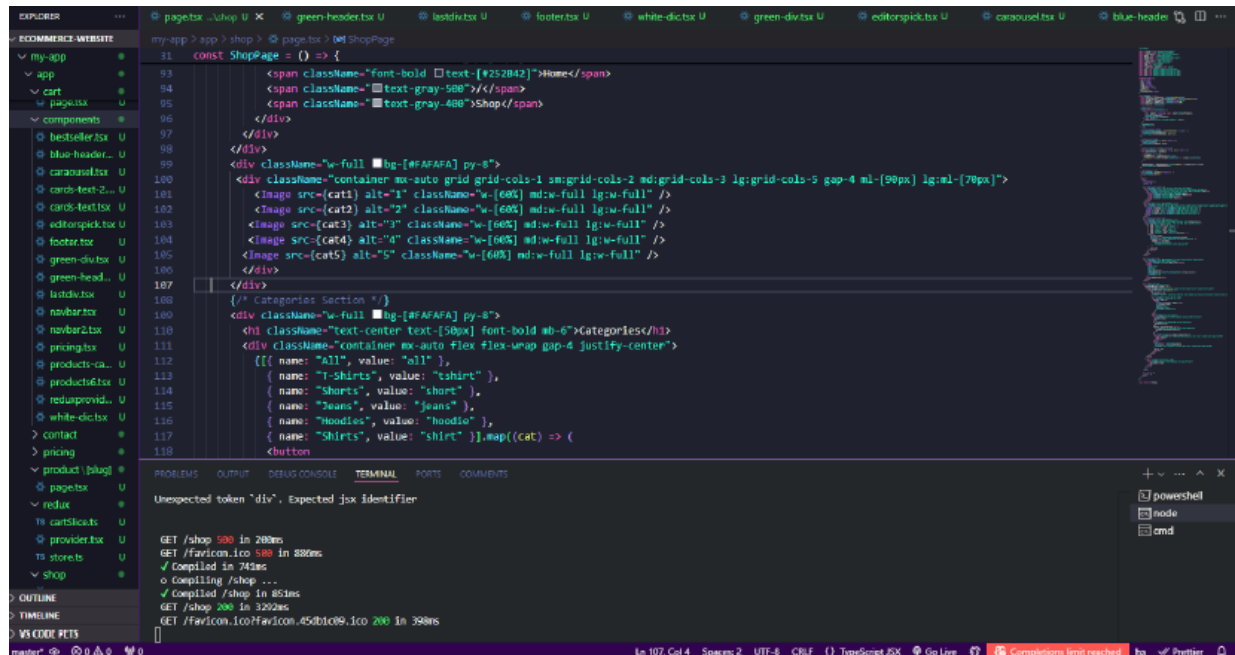 EXPLORER ···
page.tsx ...\shop U ×
green-header.tsx U
lastdiv.tsx U
footer.tsx U
white-dic.tsx U
green-div.tsx U
editorspick.tsx U
caraousel.tsx U
blue-header
ECOMMERCE-WEBSITE
my-app
app
cart
page.tsx U
components
bestseller.tsx U
blue-header... U
caraousel.tsx U
cards-text-2... U
cards-text.tsx U
editorspick.tsx U
footer.tsx U
green-div.tsx U
green-head... U
lastdiv.tsx U
navbar.tsx U
navbar2.tsx U
pricing.tsx U
products-ca... U
products6.tsx U
reduxprovid... U
white-dic.tsx U
contact
pricing
product \ [slug]
page.tsx U
redux
TS cartSlice.ts U
provider.tsx U
TS store.ts U
shop
OUTLINE
TIMELINE
VS CODE PETS
my-app > app > shop > page.tsx > ShopPage
31 const ShopPage = () => {
93 <span className="font-bold text-[#252B42]">Home</span>
94 <span className="text-gray-500">/</span>
95 <span className="text-gray-400">Shop</span>
96 </div>
97 </div>
98 </div>
99 <div className="w-full bg-[#FAFAFA] py-8">
100 <div className="container mx-auto grid grid-cols-1 sm:grid-cols-2 md:grid-cols-3 lg:grid-cols-5 gap-4 ml-[90px] lg:ml-[70px]">
101 <Image src={cat1} alt="1" className="w-[60%] md:w-full lg:w-full" />
102 <Image src={cat2} alt="2" className="w-[60%] md:w-full lg:w-full" />
103 <Image src={cat3} alt="3" className="w-[60%] md:w-full lg:w-full" />
104 <Image src={cat4} alt="4" className="w-[60%] md:w-full lg:w-full" />
105 <Image src={cat5} alt="5" className="w-[60%] md:w-full lg:w-full" />
106 </div>
107 </div>
108 {/* Categories Section */}
109 <div className="w-full bg-[#FAFAFA] py-8">
110 <h1 className="text-center text-[50px] font-bold mb-6">Categories</h1>
111 <div className="container mx-auto flex flex-wrap gap-4 justify-center">
112 {[{ name: "All", value: "all" },
113 { name: "T-Shirts", value: "tshirt" },
114 { name: "Shorts", value: "short" },
115 { name: "Jeans", value: "jeans" },
116 { name: "Hoodies", value: "hoodie" },
117 { name: "Shirts", value: "shirt" }].map((cat) => (
118 <button
PROBLEMS OUTPUT DEBUG CONSOLE TERMINAL PORTS COMMENTS
Unexpected token `div`. Expected jsx identifier
GET /shop 500 in 200ms
GET /favicon.ico 500 in 886ms
✓ Compiled in 741ms
○ Compiling /shop ...
✓ Compiled /shop in 851ms
GET /shop 200 in 3292ms
GET /favicon.ico?favicon.45db1c09.ico 200 in 398ms
powershell
node
cmd
master* 0 0 0
Ln 107, Col 4 Spaces: 2 UTF-8 CRLF {} TypeScript JSX Go Live Completions limit reached Prettier